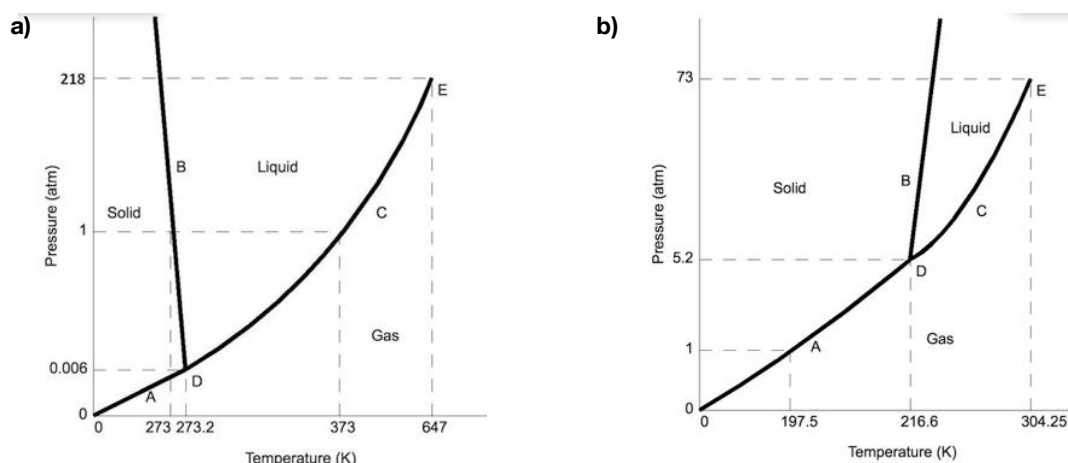 a)
218
E
B
Liquid
Pressure (atm)
Solid
C
1
Gas
0.006
D
A
0
0 273 273.2 373 647
Temperature (K)
b)
73
E
Liquid
B
Solid
Pressure (atm)
C
5.2
D
Gas
1
A
0
0 197.5 216.6 304.25
Temperature (K)